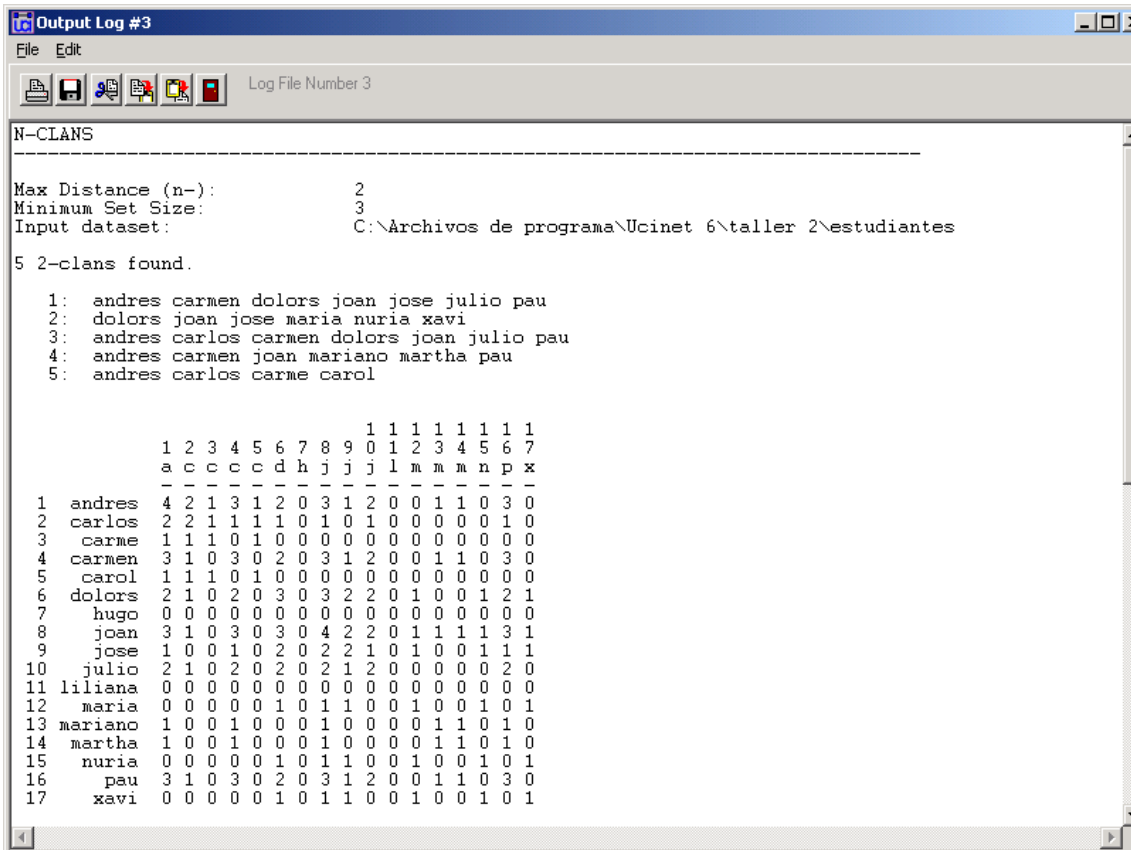 Output Log #3
File Edit
Log File Number 3
N-CLANS
--------------------------------------------------------------------------------
Max Distance (n-): 2
Minimum Set Size: 3
Input dataset: C:\Archivos de programa\Ucinet 6\taller 2\estudiantes
5 2-clans found.
1: andres carmen dolors joan jose julio pau
2: dolors joan jose maria nuria xavi
3: andres carlos carmen dolors joan julio pau
4: andres carmen joan mariano martha pau
5: andres carlos carme carol
1 1 1 1 1 1 1 1
1 2 3 4 5 6 7 8 9 0 1 2 3 4 5 6 7
a c c c c d h j j j l m m m n p x
- - - - - - - - - - - - - - - - -
1 andres 4 2 1 3 1 2 0 3 1 2 0 0 1 1 0 3 0
2 carlos 2 2 1 1 1 1 0 1 0 1 0 0 0 0 0 1 0
3 carme 1 1 1 0 1 0 0 0 0 0 0 0 0 0 0 0 0
4 carmen 3 1 0 3 0 2 0 3 1 2 0 0 1 1 0 3 0
5 carol 1 1 1 0 1 0 0 0 0 0 0 0 0 0 0 0 0
6 dolors 2 1 0 2 0 3 0 3 2 2 0 1 0 0 1 2 1
7 hugo 0 0 0 0 0 0 0 0 0 0 0 0 0 0 0 0 0
8 joan 3 1 0 3 0 3 0 4 2 2 0 1 1 1 1 3 1
9 jose 1 0 0 1 0 2 0 2 2 1 0 1 0 0 1 1 1
10 julio 2 1 0 2 0 2 0 2 1 2 0 0 0 0 0 2 0
11 liliana 0 0 0 0 0 0 0 0 0 0 0 0 0 0 0 0 0
12 maria 0 0 0 0 0 1 0 1 1 0 0 1 0 0 1 0 1
13 mariano 1 0 0 1 0 0 0 1 0 0 0 0 1 1 0 1 0
14 martha 1 0 0 1 0 0 0 1 0 0 0 0 1 1 0 1 0
15 nuria 0 0 0 0 0 1 0 1 1 0 0 1 0 0 1 0 1
16 pau 3 1 0 3 0 2 0 3 1 2 0 0 1 1 0 3 0
17 xavi 0 0 0 0 0 1 0 1 1 0 0 1 0 0 1 0 1